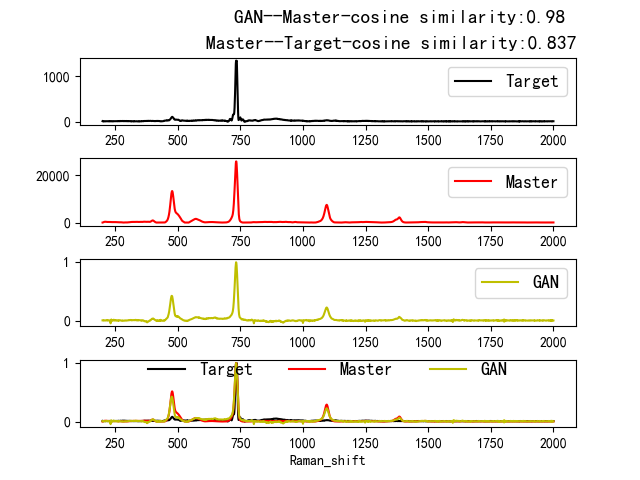 GAN--Master-cosine similarity:0.98
Master--Target-cosine similarity:0.837
1000
0
Target
250 500 750 1000 1250 1500 1750 2000
20000
0
Master
250 500 750 1000 1250 1500 1750 2000
1
0
GAN
250 500 750 1000 1250 1500 1750 2000
1
0
Target Master GAN
250 500 750 1000 1250 1500 1750 2000
Raman_shift